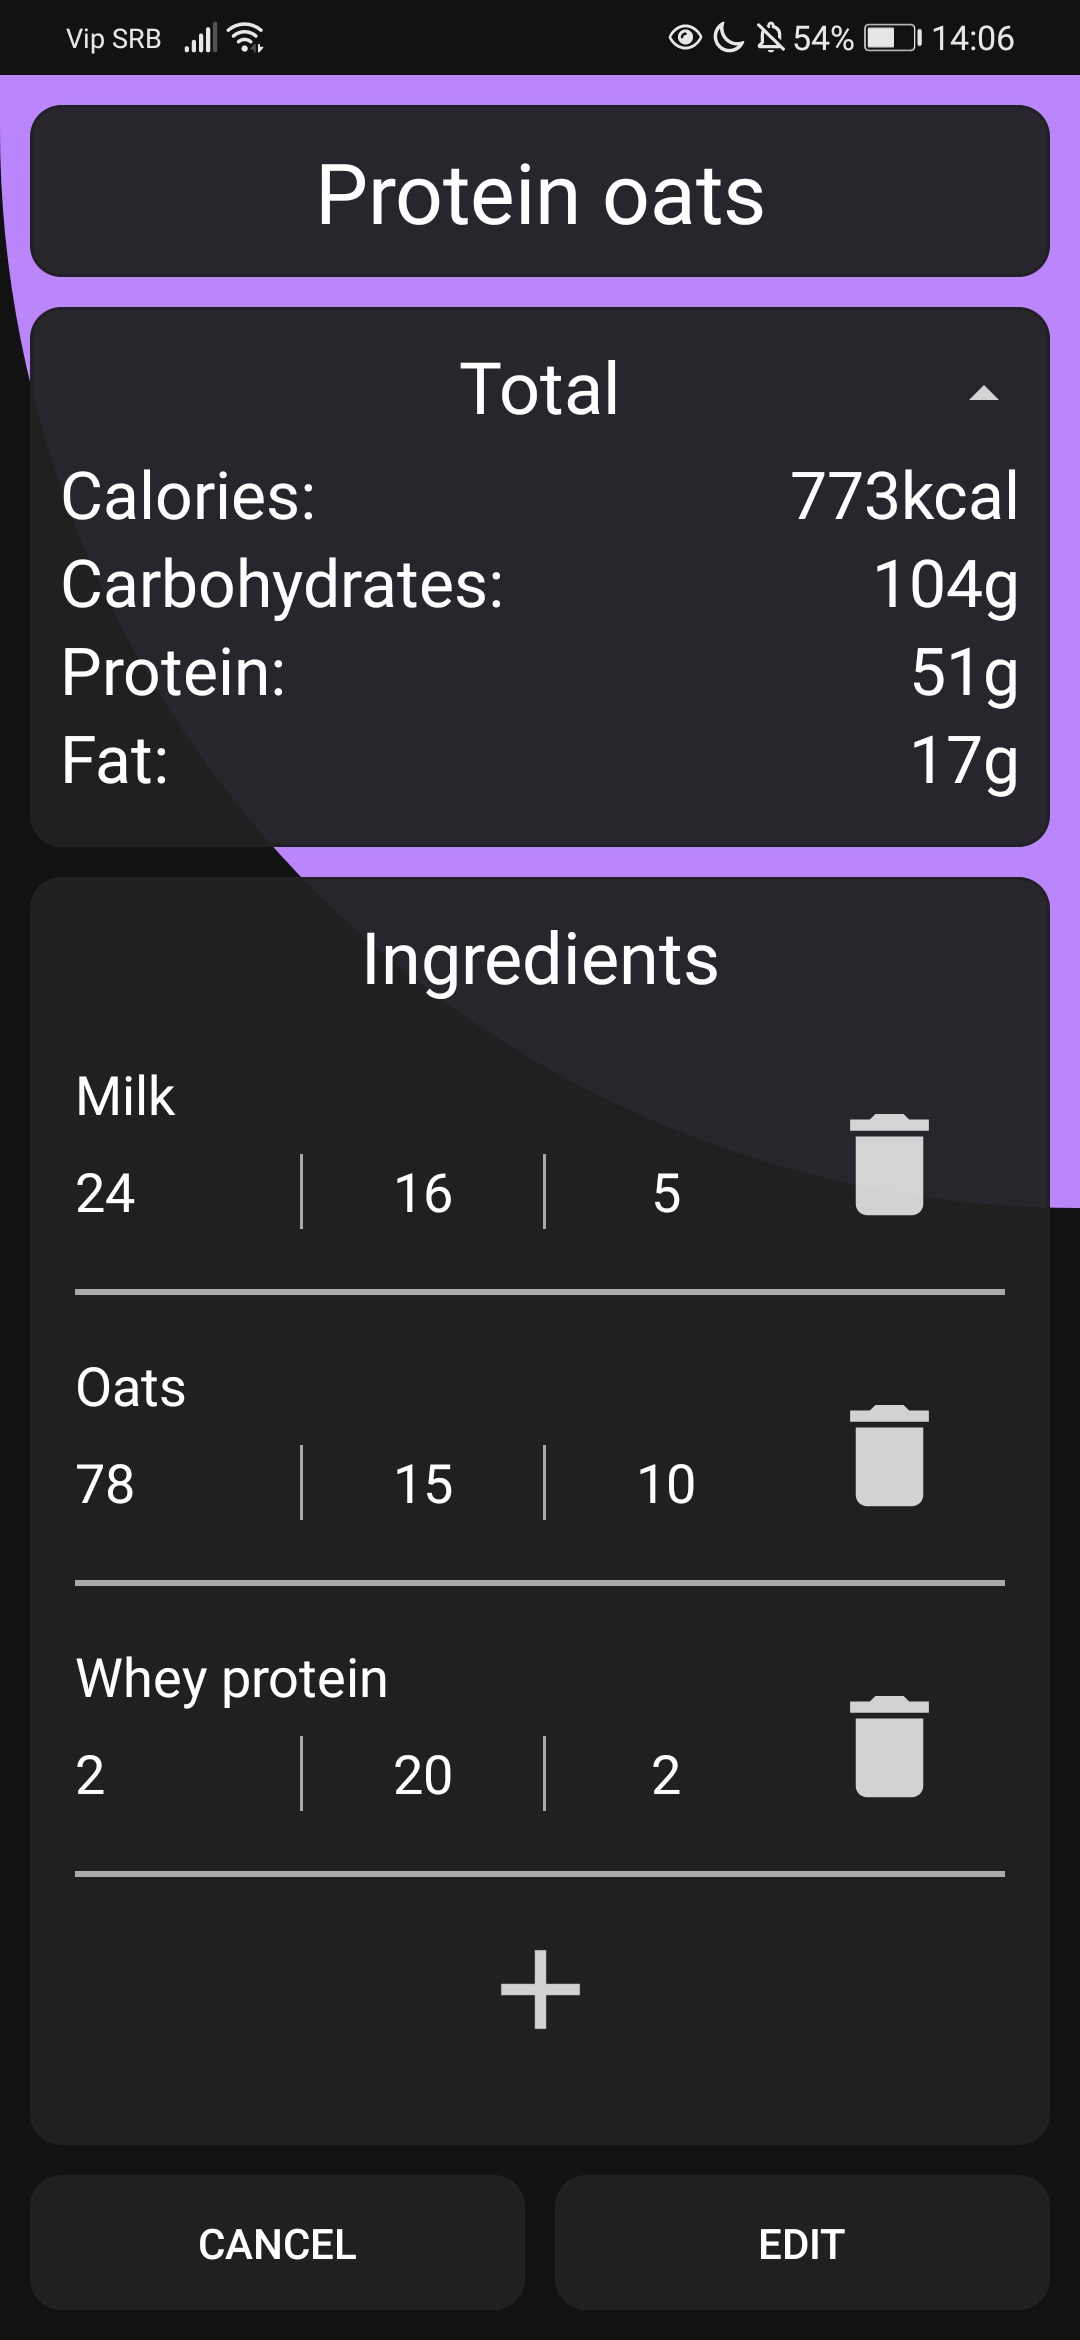 Vip SRB 54% 14:06
Protein oats
Total
Calories: 773kcal
Carbohydrates: 104g
Protein: 51g
Fat: 17g
Ingredients
Milk
24 16 5
Oats
78 15 10
Whey protein
2 20 2
CANCEL EDIT